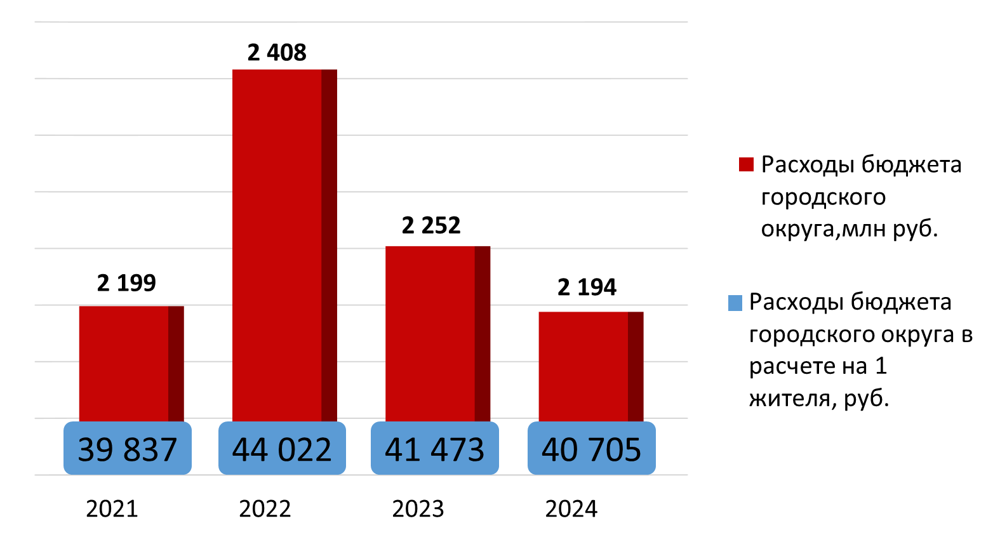 2 408
2 252
2 199
2 194
39 837
44 022
41 473
40 705
2021
2022
2023
2024
Расходы бюджета
городского
округа,млн руб.
Расходы бюджета
городского округа в
расчете на 1
жителя, руб.